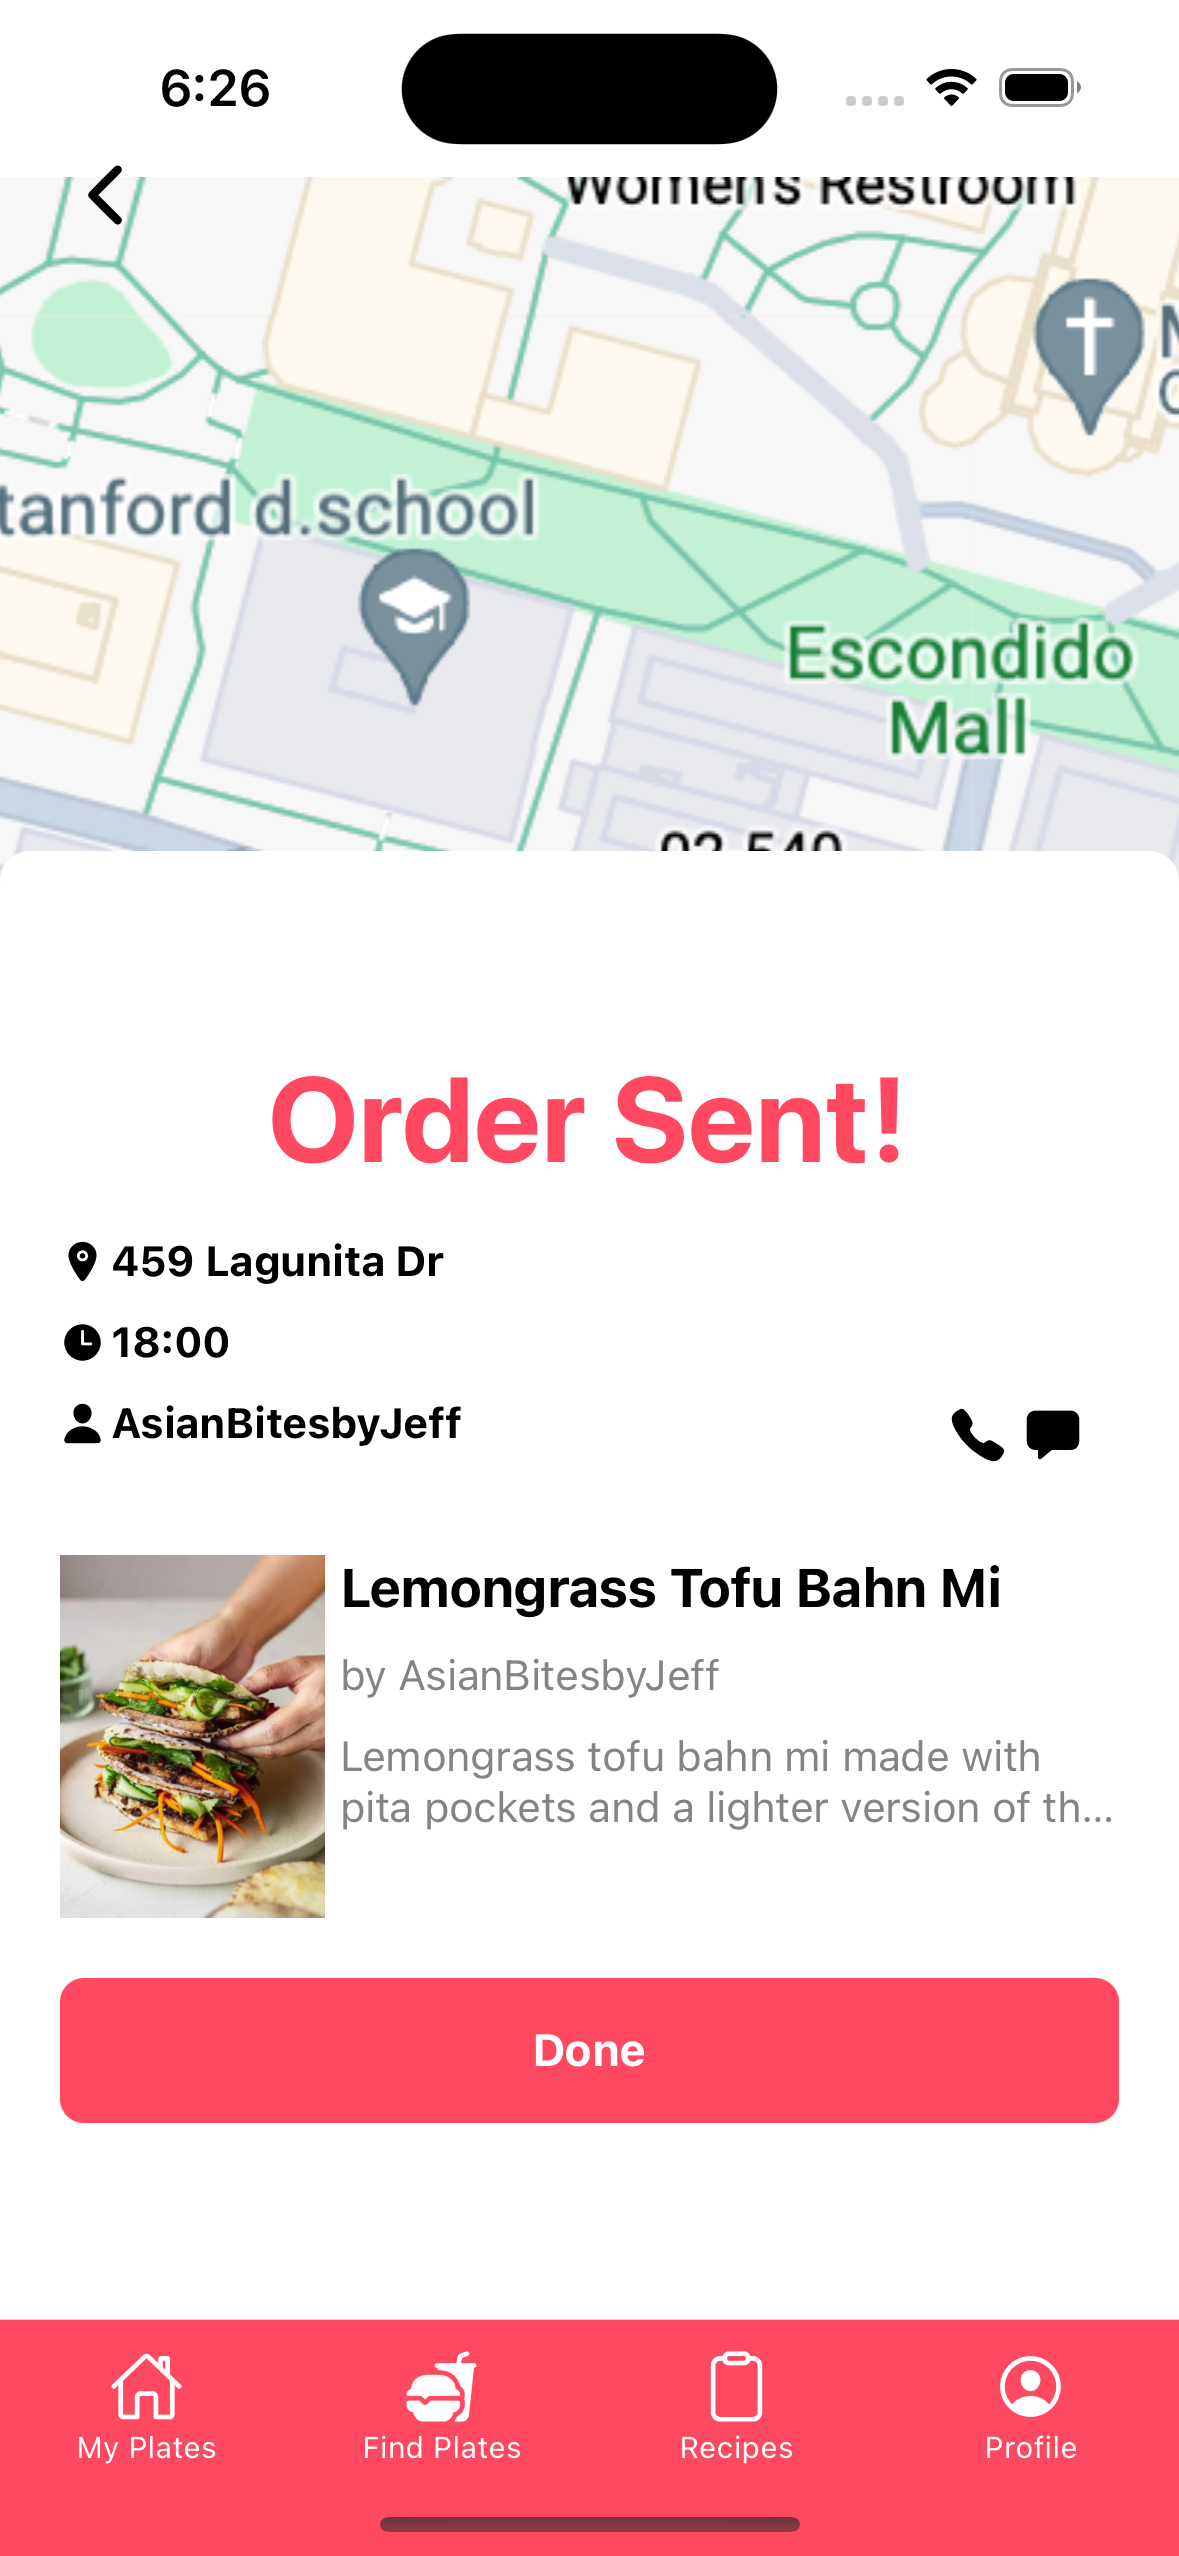 6:26
Women's Restroom
tanford d.school
Escondido
Mall
Order Sent!
459 Lagunita Dr
18:00
AsianBitesbyJeff
Lemongrass Tofu Bahn Mi
by AsianBitesbyJeff
Lemongrass tofu bahn mi made with
pita pockets and a lighter version of th...
Done
My Plates
Find Plates
Recipes
Profile